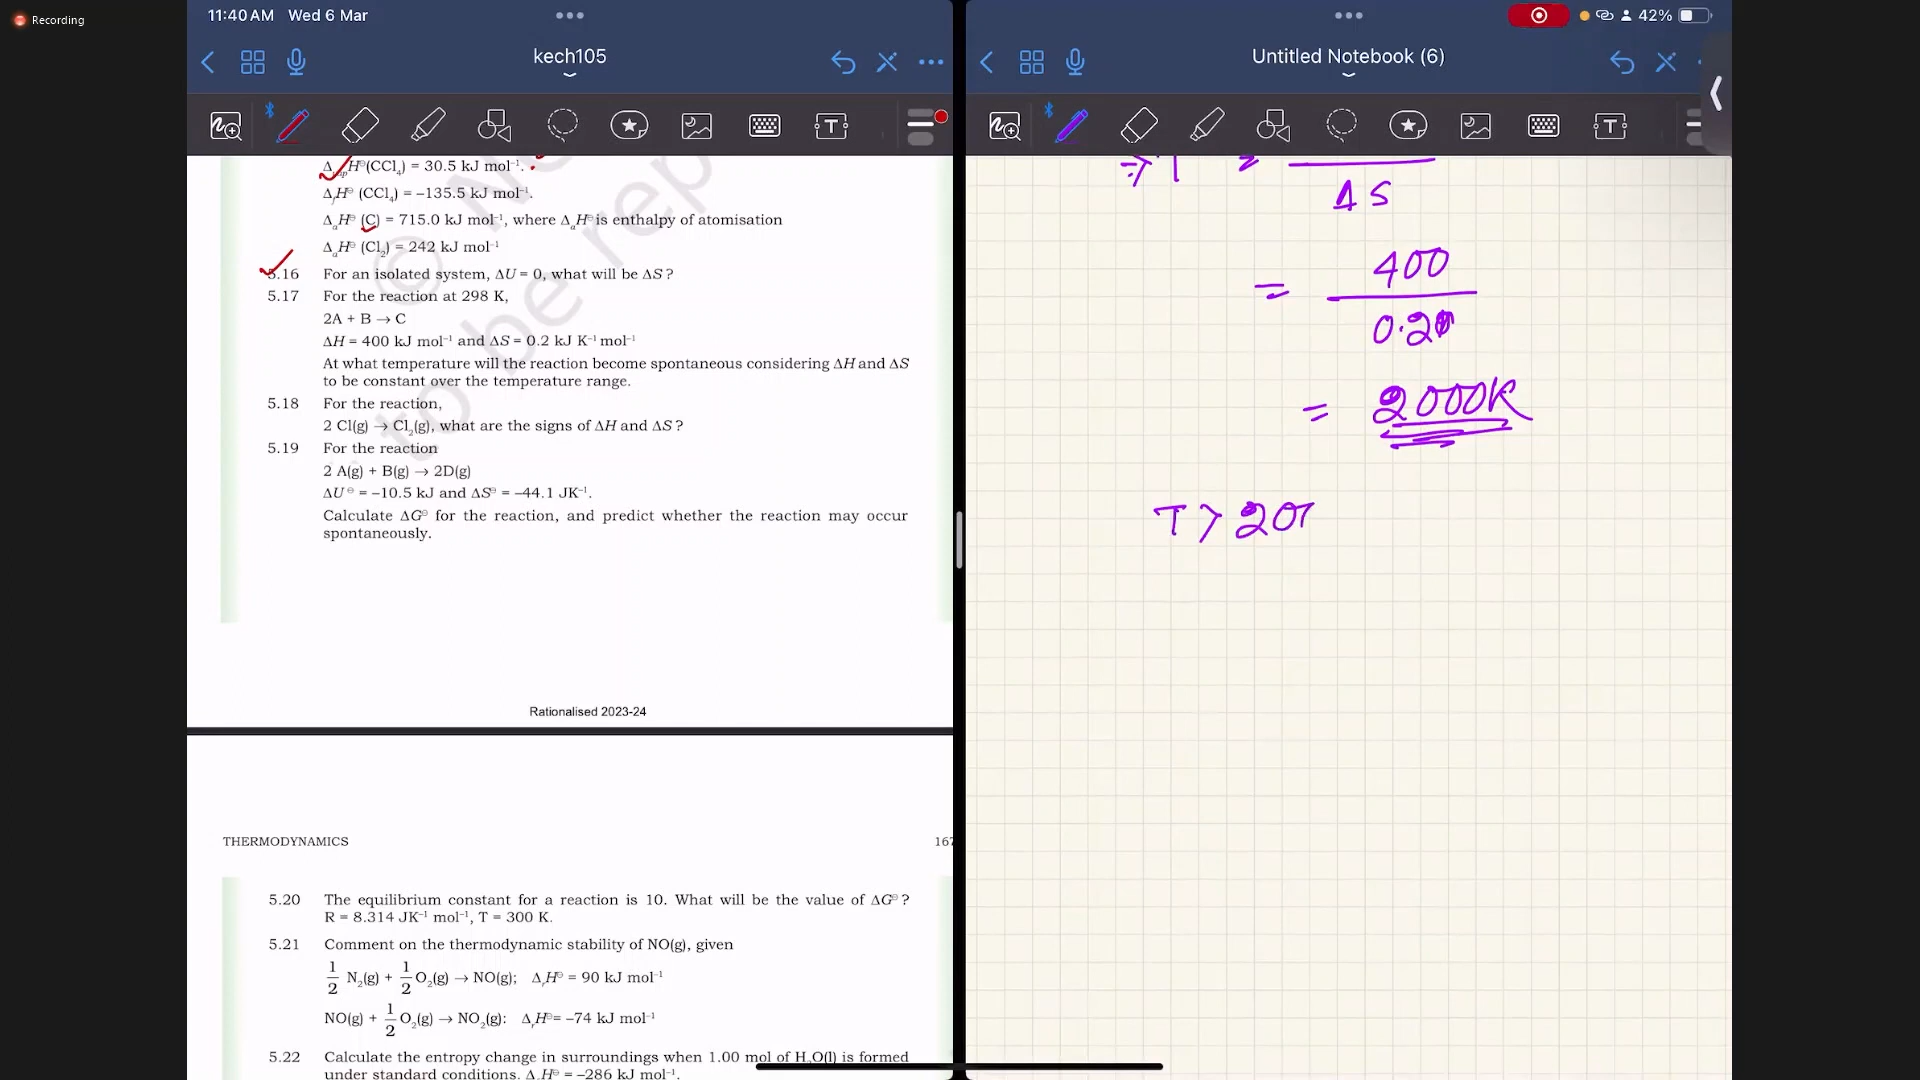 Recording
11:40 AM Wed 6 Mar
42%
kech105
Untitled Notebook (6)
Δ H⊖(CCl₄) = 30.5 kJ mol⁻¹.
Δ_f H⊖ (CCl₄) = –135.5 kJ mol⁻¹.
Δ_a H⊖ (C) = 715.0 kJ mol⁻¹, where Δ_a H⊖ is enthalpy of atomisation
Δ_a H⊖ (Cl₂) = 242 kJ mol⁻¹
5.16 For an isolated system, ΔU = 0, what will be ΔS ?
5.17 For the reaction at 298 K,
2A + B → C
ΔH = 400 kJ mol⁻¹ and ΔS = 0.2 kJ K⁻¹ mol⁻¹
At what temperature will the reaction become spontaneous considering ΔH and ΔS
to be constant over the temperature range.
5.18 For the reaction,
2 Cl(g) → Cl₂(g), what are the signs of ΔH and ΔS ?
5.19 For the reaction
2 A(g) + B(g) → 2D(g)
ΔU⊖ = –10.5 kJ and ΔS⊖ = –44.1 JK⁻¹.
Calculate ΔG⊖ for the reaction, and predict whether the reaction may occur
spontaneously.
Rationalised 2023-24
THERMODYNAMICS 167
5.20 The equilibrium constant for a reaction is 10. What will be the value of ΔG⊖ ?
R = 8.314 JK⁻¹ mol⁻¹, T = 300 K.
5.21 Comment on the thermodynamic stability of NO(g), given
1/2 N₂(g) + 1/2 O₂(g) → NO(g); Δ_r H⊖ = 90 kJ mol⁻¹
NO(g) + 1/2 O₂(g) → NO₂(g): Δ_r H⊖ = –74 kJ mol⁻¹
5.22 Calculate the entropy change in surroundings when 1.00 mol of H₂O(l) is formed
under standard conditions. Δ H⊖ = –286 kJ mol⁻¹.
to be rep
ΔS
= 400
0.2
= 2000K
T > 20